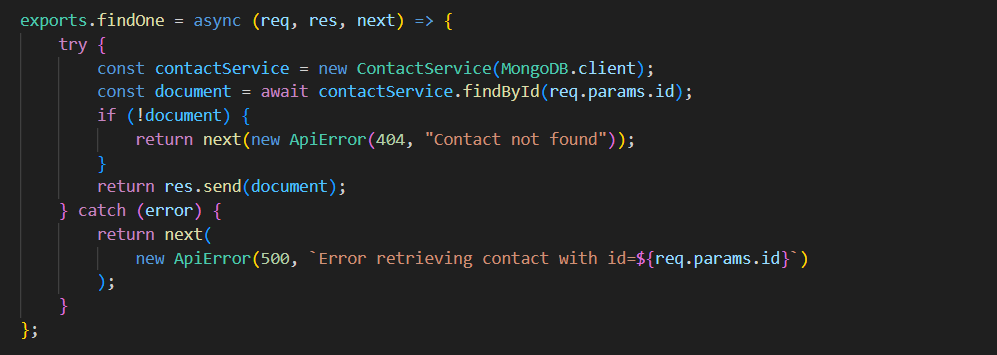 exports.findOne = async (req, res, next) => {
    try {
        const contactService = new ContactService(MongoDB.client);
        const document = await contactService.findById(req.params.id);
        if (!document) {
            return next(new ApiError(404, "Contact not found"));
        }
        return res.send(document);
    } catch (error) {
        return next(
            new ApiError(500, `Error retrieving contact with id=${req.params.id}`)
        );
    }
};